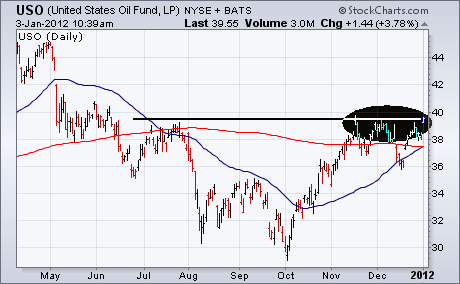 USO (United States Oil Fund, LP) NYSE + BATS © StockCharts.com
3-Jan-2012 10:39am Last 39.55 Volume 3.0M Chg +1.44 (+3.78%)
USO (Daily)
44
42
40
38
36
34
32
30
May Jun Jul Aug Sep Oct Nov Dec 2012